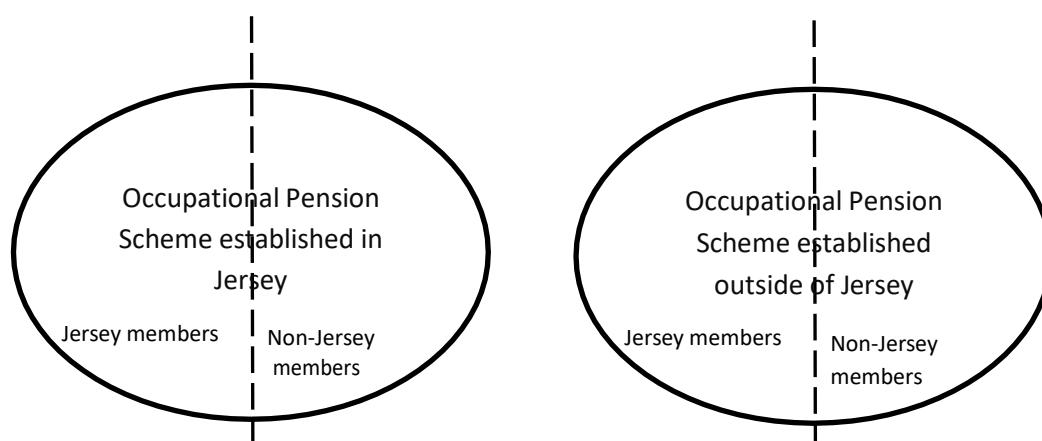 Occupational Pension
Scheme established in
Jersey
Jersey members
Non-Jersey
members
Occupational Pension
Scheme established
outside of Jersey
Jersey members
Non-Jersey
members